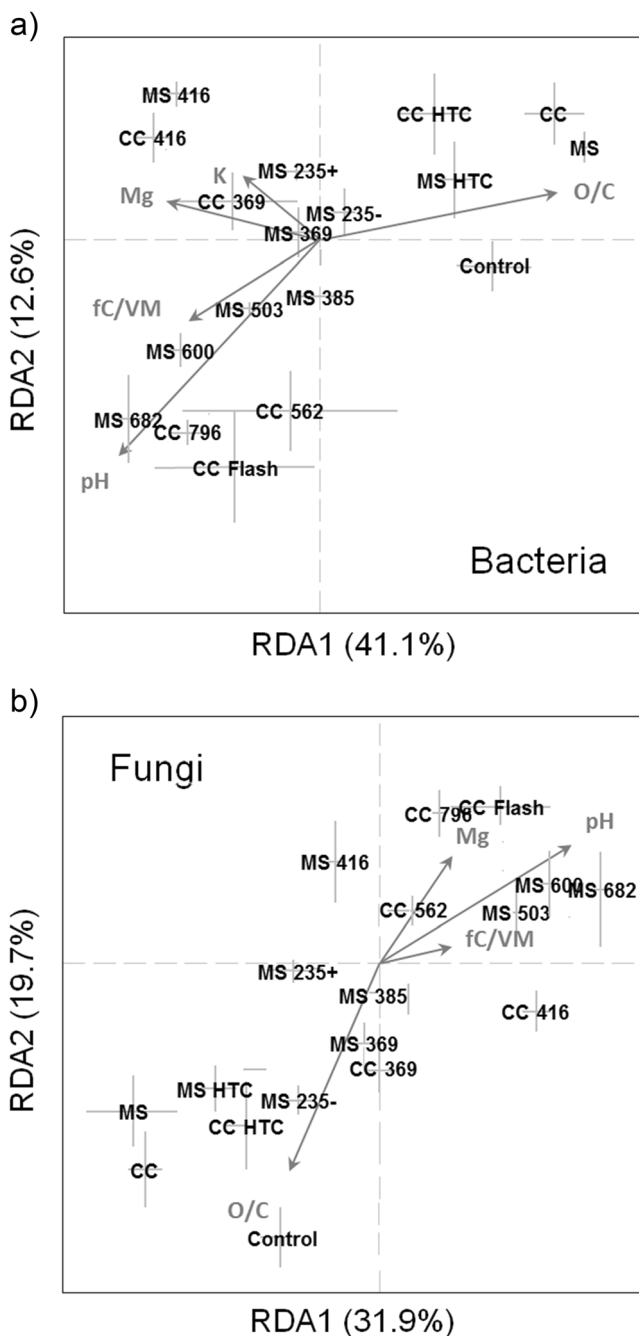 a)
MS 416
CC 416
CC HTC
CC
MS
K
MS 235+
MS HTC
Mg
CC 369
MS 235-
O/C
MS 369
Control
fC/VM
MS 503
MS 385
MS 600
MS 682
CC 796
CC 562
CC Flash
pH
Bacteria
RDA2 (12.6%)
RDA1 (41.1%)
b)
Fungi
CC 796
CC Flash
Mg
pH
MS 416
MS 600
MS 682
CC 562
MS 503
fC/VM
MS 235+
MS 385
CC 416
MS 369
CC 369
MS HTC
MS 235-
MS
CC HTC
CC
O/C
Control
RDA2 (19.7%)
RDA1 (31.9%)